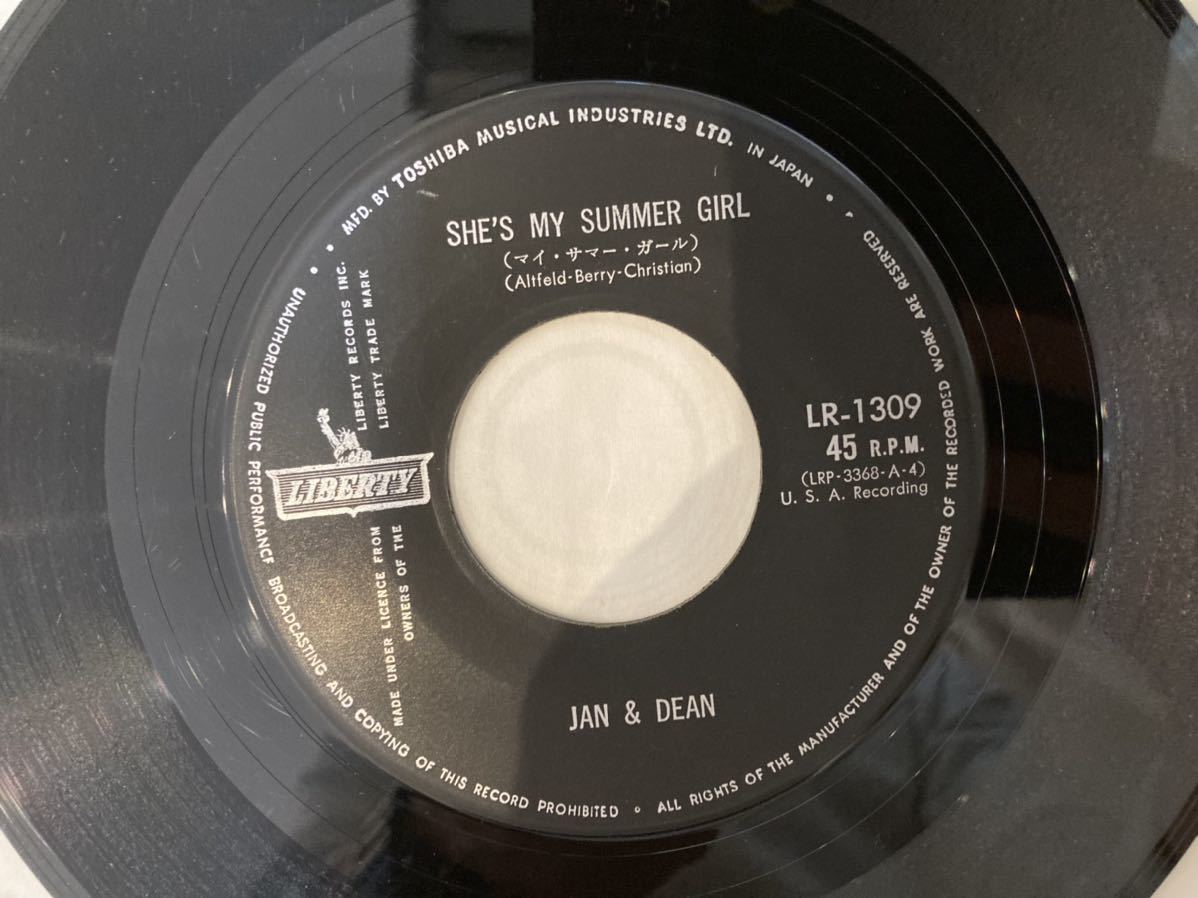 • MFD. BY TOSHIBA MUSICAL INDUSTRIES LTD. IN JAPAN •
SHE'S MY SUMMER GIRL
(マイ・サマー・ガール)
(Altfeld-Berry-Christian)
LIBERTY RECORDS INC.
LIBERTY TRADE MARK
LIBERTY
MADE UNDER LICENCE FROM
OWNERS OF THE
LR-1309
45 R.P.M.
(LRP-3368-A-4)
U. S. A. Recording
JAN & DEAN
• UNAUTHORIZED PUBLIC PERFORMANCE BROADCASTING AND COPYING OF THIS RECORD PROHIBITED ∘ ALL RIGHTS OF THE MANUFACTURER AND OF THE OWNER OF THE RECORDED WORK ARE RESERVED